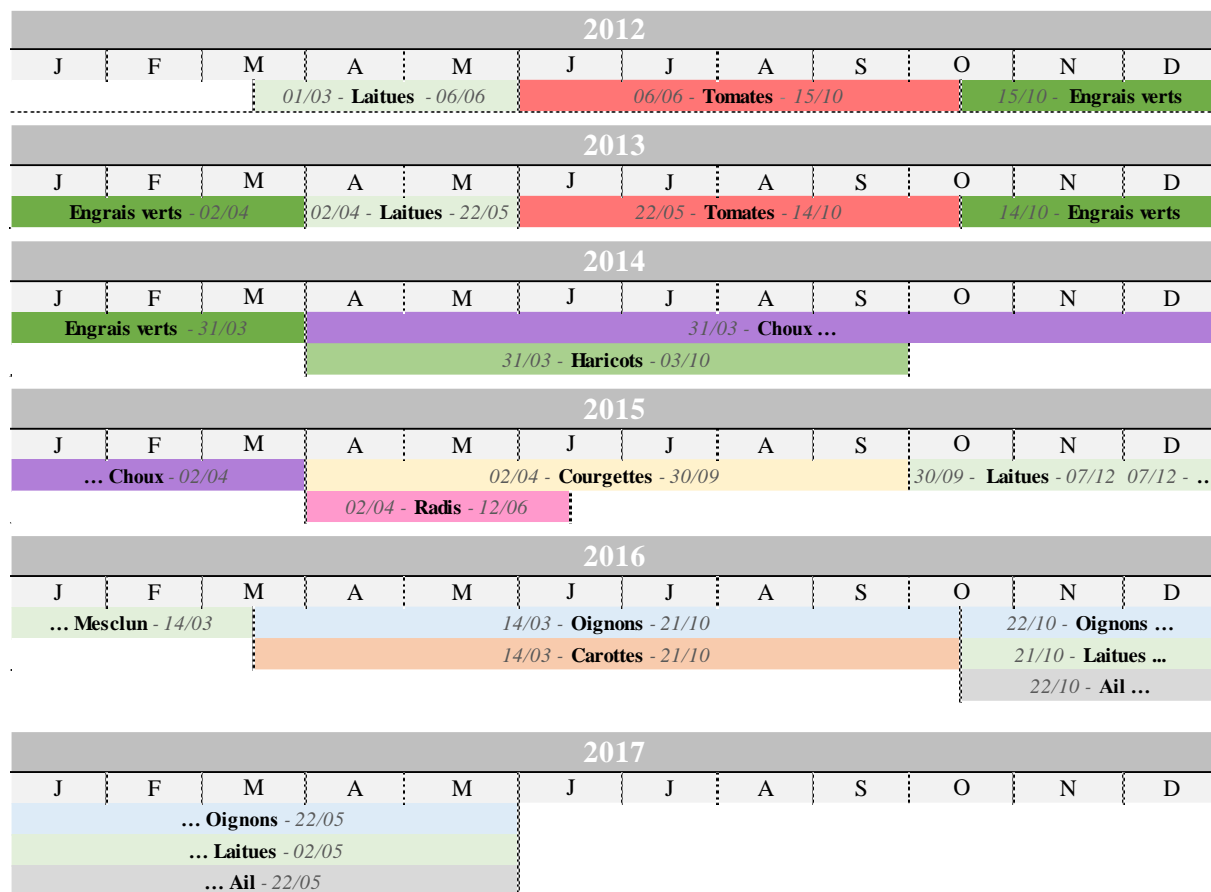 2012
J F M A M J J A S O N D
01/03 - Laitues - 06/06 06/06 - Tomates - 15/10 15/10 - Engrais verts
2013
J F M A M J J A S O N D
Engrais verts - 02/04 02/04 - Laitues - 22/05 22/05 - Tomates - 14/10 14/10 - Engrais verts
2014
J F M A M J J A S O N D
Engrais verts - 31/03 31/03 - Choux ...
31/03 - Haricots - 03/10
2015
J F M A M J J A S O N D
... Choux - 02/04 02/04 - Courgettes - 30/09 30/09 - Laitues - 07/12 07/12 - ...
02/04 - Radis - 12/06
2016
J F M A M J J A S O N D
... Mesclun - 14/03 14/03 - Oignons - 21/10 22/10 - Oignons ...
14/03 - Carottes - 21/10 21/10 - Laitues ...
22/10 - Ail ...
2017
J F M A M J J A S O N D
... Oignons - 22/05
... Laitues - 02/05
... Ail - 22/05